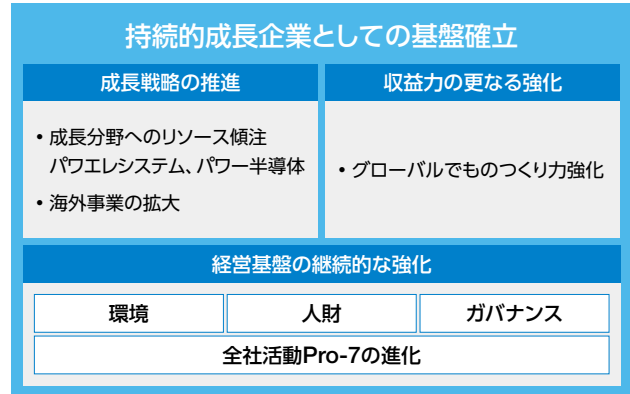 持続的成長企業としての基盤確立
成長戦略の推進
・成長分野へのリソース傾注
パワエレシステム、パワー半導体
・海外事業の拡大
収益力の更なる強化
・グローバルでものつくり力強化
経営基盤の継続的な強化
環境
人財
ガバナンス
全社活動Pro-7の進化